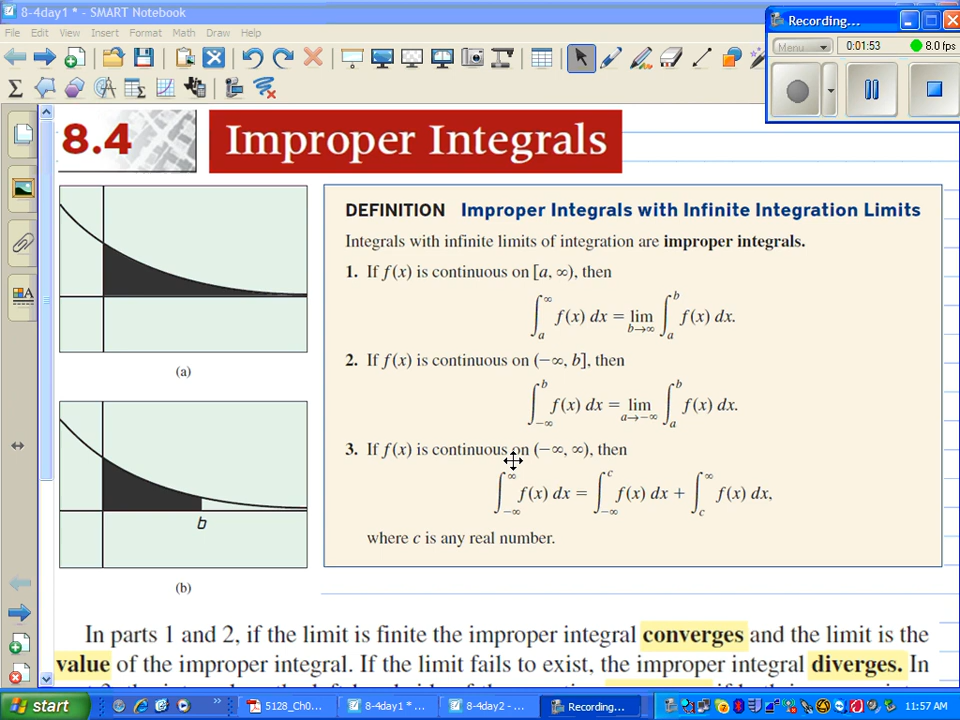 8-4day1 * - SMART Notebook
File Edit View Insert Format Math Draw Help
Recording...
Menu
0:01:53
8.0 fps
8.4
Improper Integrals
(a)
b
(b)
DEFINITION Improper Integrals with Infinite Integration Limits
Integrals with infinite limits of integration are improper integrals.
1. If f(x) is continuous on [a, ∞), then
∫_a^∞ f(x) dx = lim_{b→∞} ∫_a^b f(x) dx.
2. If f(x) is continuous on (−∞, b], then
∫_{−∞}^b f(x) dx = lim_{a→−∞} ∫_a^b f(x) dx.
3. If f(x) is continuous on (−∞, ∞), then
∫_{−∞}^∞ f(x) dx = ∫_{−∞}^c f(x) dx + ∫_c^∞ f(x) dx,
where c is any real number.
In parts 1 and 2, if the limit is finite the improper integral converges and the limit is the
value of the improper integral. If the limit fails to exist, the improper integral diverges. In
start
5128_Ch0...
8-4day1 * ...
8-4day2 - ...
Recording...
11:57 AM